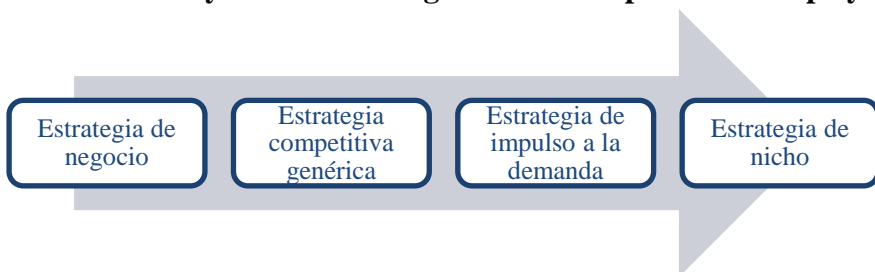 Estrategia de
negocio
Estrategia
competitiva
genérica
Estrategia de
impulso a la
demanda
Estrategia de
nicho